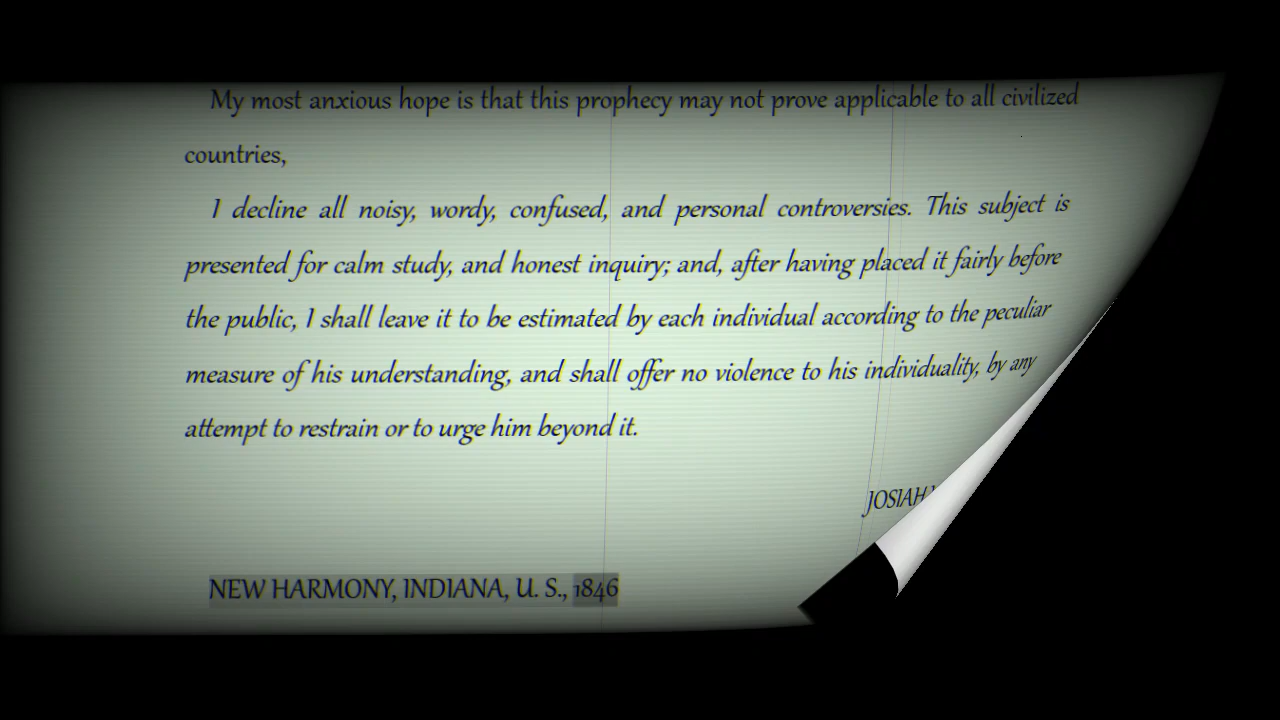 My most anxious hope is that this prophecy may not prove applicable to all civilized
countries,
I decline all noisy, wordy, confused, and personal controversies. This subject is
presented for calm study, and honest inquiry; and, after having placed it fairly before
the public, I shall leave it to be estimated by each individual according to the peculiar
measure of his understanding, and shall offer no violence to his individuality, by any
attempt to restrain or to urge him beyond it.
JOSIAH
NEW HARMONY, INDIANA, U. S., 1846